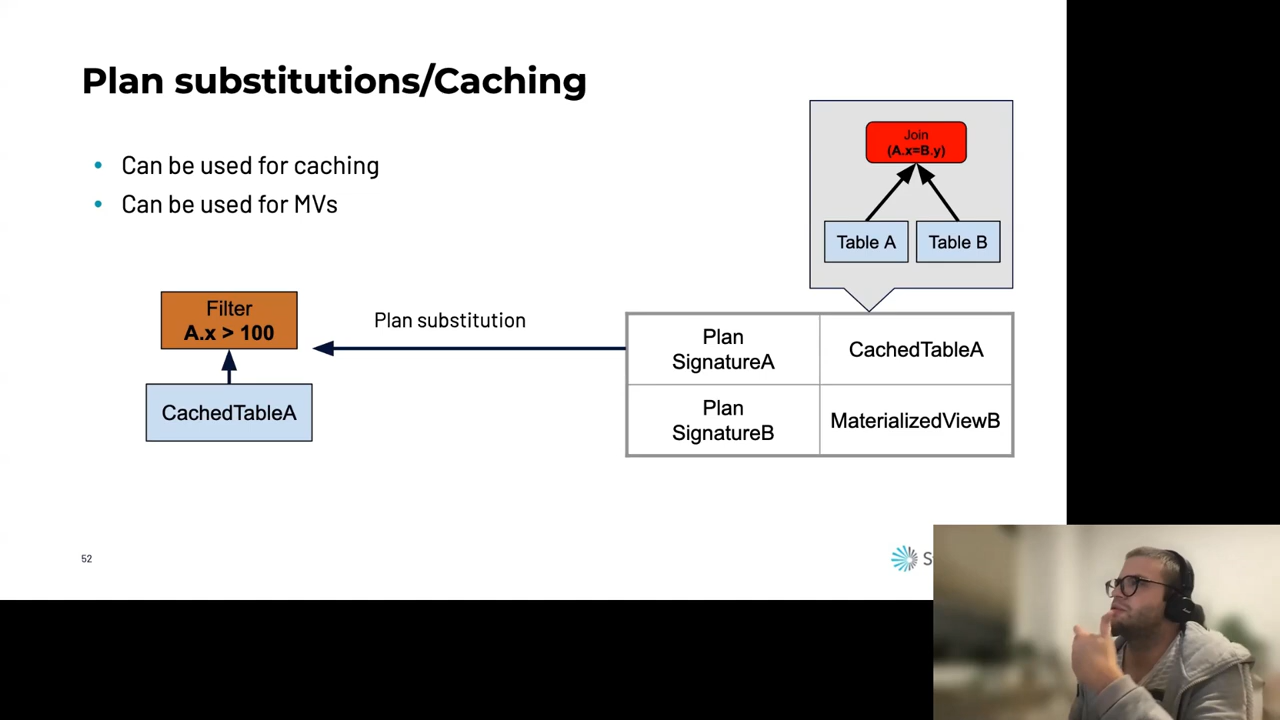 Plan substitutions/Caching
• Can be used for caching
• Can be used for MVs
Join
(A.x=B.y)
Table A
Table B
Filter
A.x > 100
CachedTableA
Plan substitution
Plan
SignatureA
CachedTableA
Plan
SignatureB
MaterializedViewB
52